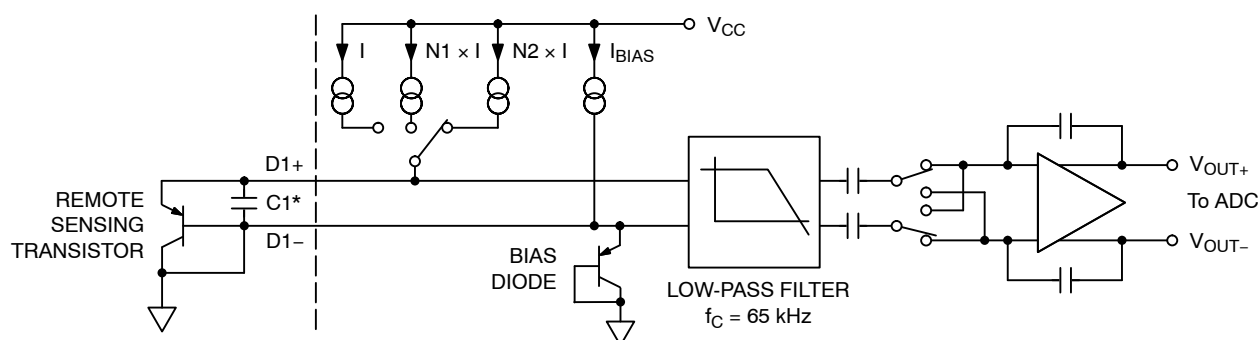 V_CC
I
N1 × I
N2 × I
I_BIAS
D1+
REMOTE
SENSING
TRANSISTOR
C1*
D1−
BIAS
DIODE
LOW-PASS FILTER
f_C = 65 kHz
V_OUT+
To ADC
V_OUT−